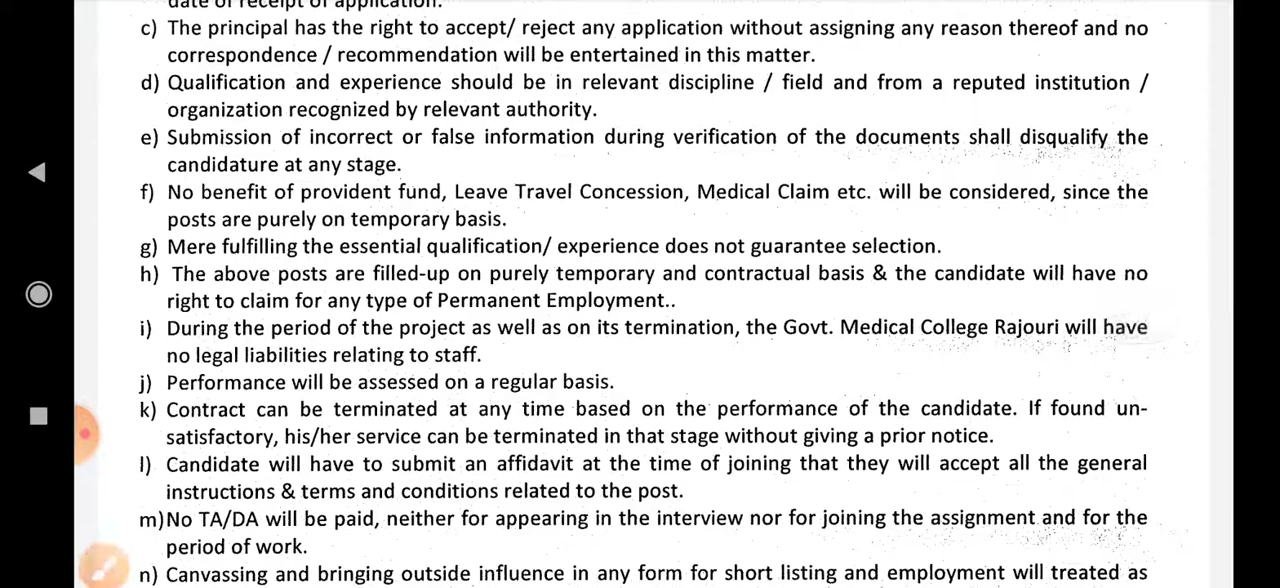 date of receipt of application.
c) The principal has the right to accept/ reject any application without assigning any reason thereof and no
correspondence / recommendation will be entertained in this matter.
d) Qualification and experience should be in relevant discipline / field and from a reputed institution /
organization recognized by relevant authority.
e) Submission of incorrect or false information during verification of the documents shall disqualify the
candidature at any stage.
f) No benefit of provident fund, Leave Travel Concession, Medical Claim etc. will be considered, since the
posts are purely on temporary basis.
g) Mere fulfilling the essential qualification/ experience does not guarantee selection.
h) The above posts are filled-up on purely temporary and contractual basis & the candidate will have no
right to claim for any type of Permanent Employment..
i) During the period of the project as well as on its termination, the Govt. Medical College Rajouri will have
no legal liabilities relating to staff.
j) Performance will be assessed on a regular basis.
k) Contract can be terminated at any time based on the performance of the candidate. If found un-
satisfactory, his/her service can be terminated in that stage without giving a prior notice.
l) Candidate will have to submit an affidavit at the time of joining that they will accept all the general
instructions & terms and conditions related to the post.
m)No TA/DA will be paid, neither for appearing in the interview nor for joining the assignment and for the
period of work.
n) Canvassing and bringing outside influence in any form for short listing and employment will treated as